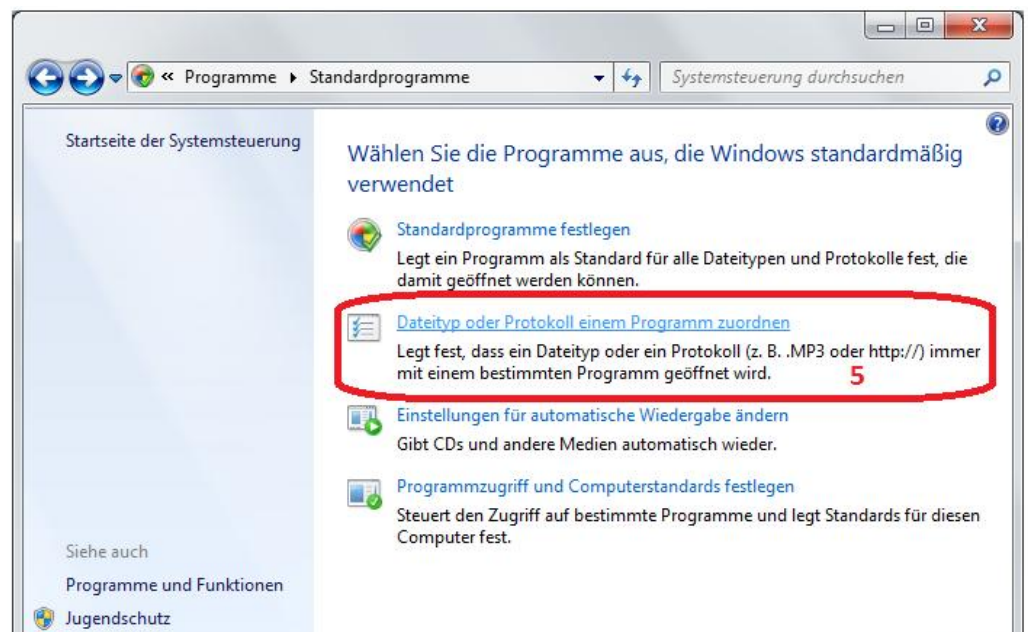 « Programme Standardprogramme
Systemsteuerung durchsuchen
Startseite der Systemsteuerung
Wählen Sie die Programme aus, die Windows standardmäßig
verwendet
Standardprogramme festlegen
Legt ein Programm als Standard für alle Dateitypen und Protokolle fest, die
damit geöffnet werden können.
Dateityp oder Protokoll einem Programm zuordnen
Legt fest, dass ein Dateityp oder ein Protokoll (z. B. .MP3 oder http://) immer
mit einem bestimmten Programm geöffnet wird.
5
Einstellungen für automatische Wiedergabe ändern
Gibt CDs und andere Medien automatisch wieder.
Programmzugriff und Computerstandards festlegen
Steuert den Zugriff auf bestimmte Programme und legt Standards für diesen
Computer fest.
Siehe auch
Programme und Funktionen
Jugendschutz